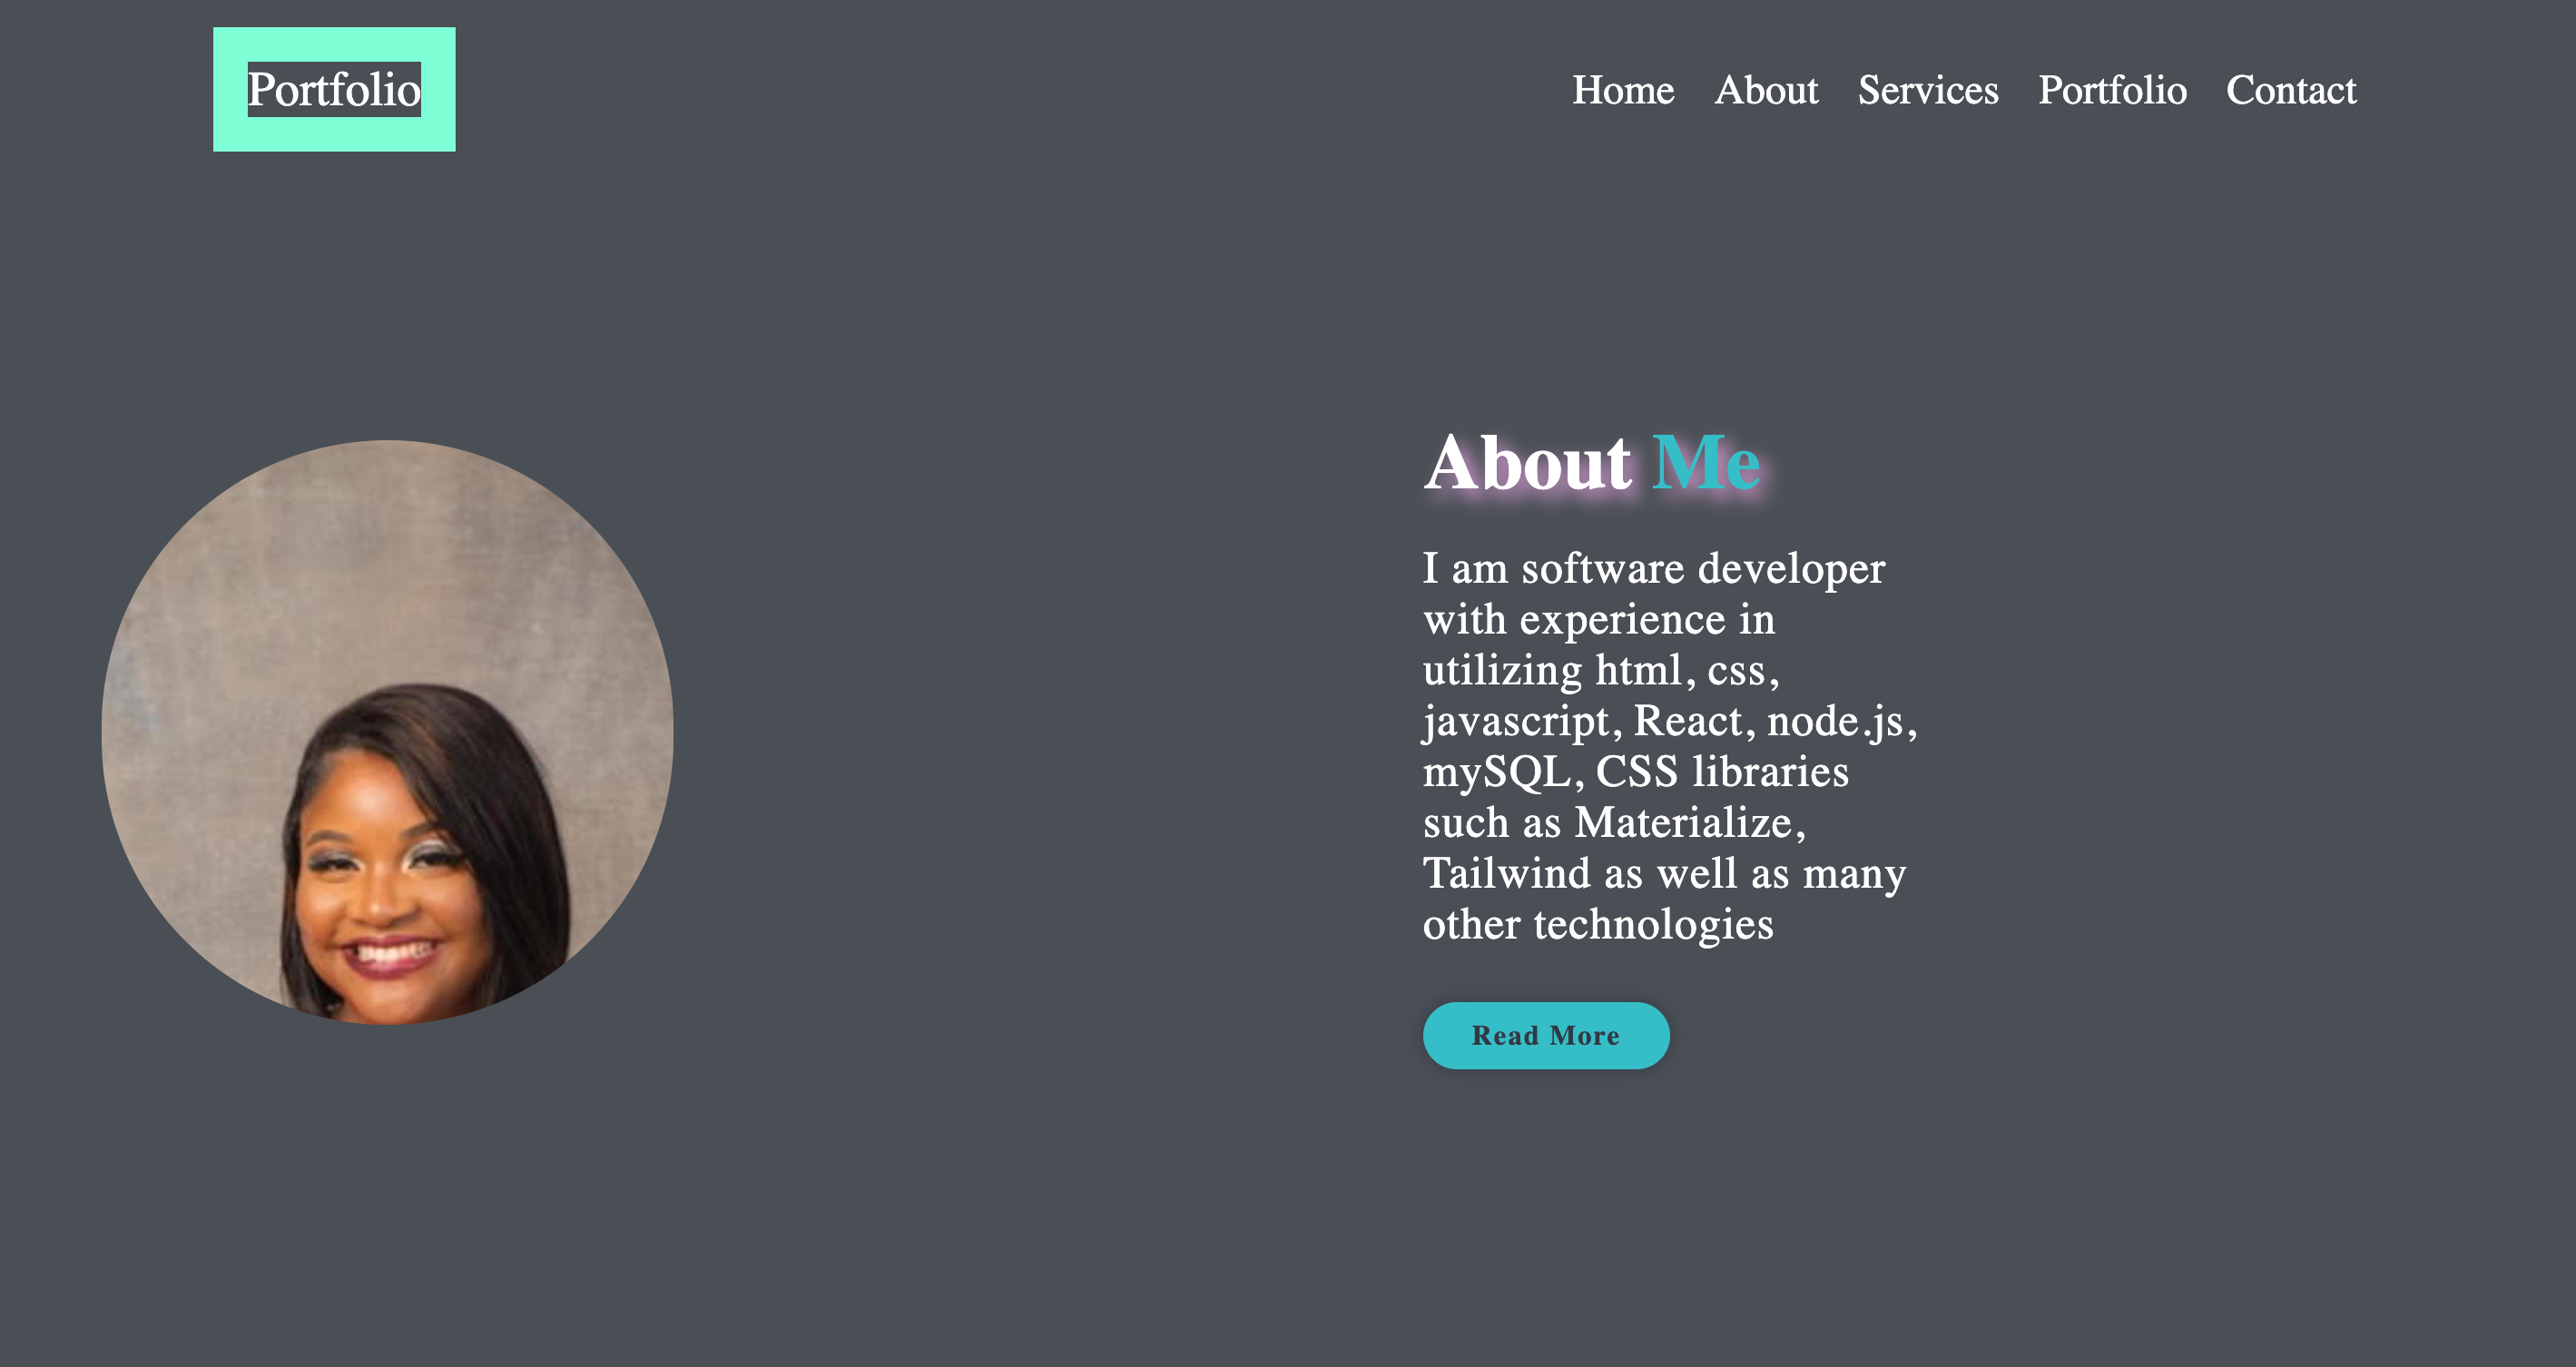 Portfolio
Home About Services Portfolio Contact
About Me
I am software developer
with experience in
utilizing html, css,
javascript, React, node.js,
mySQL, CSS libraries
such as Materialize,
Tailwind as well as many
other technologies
Read More